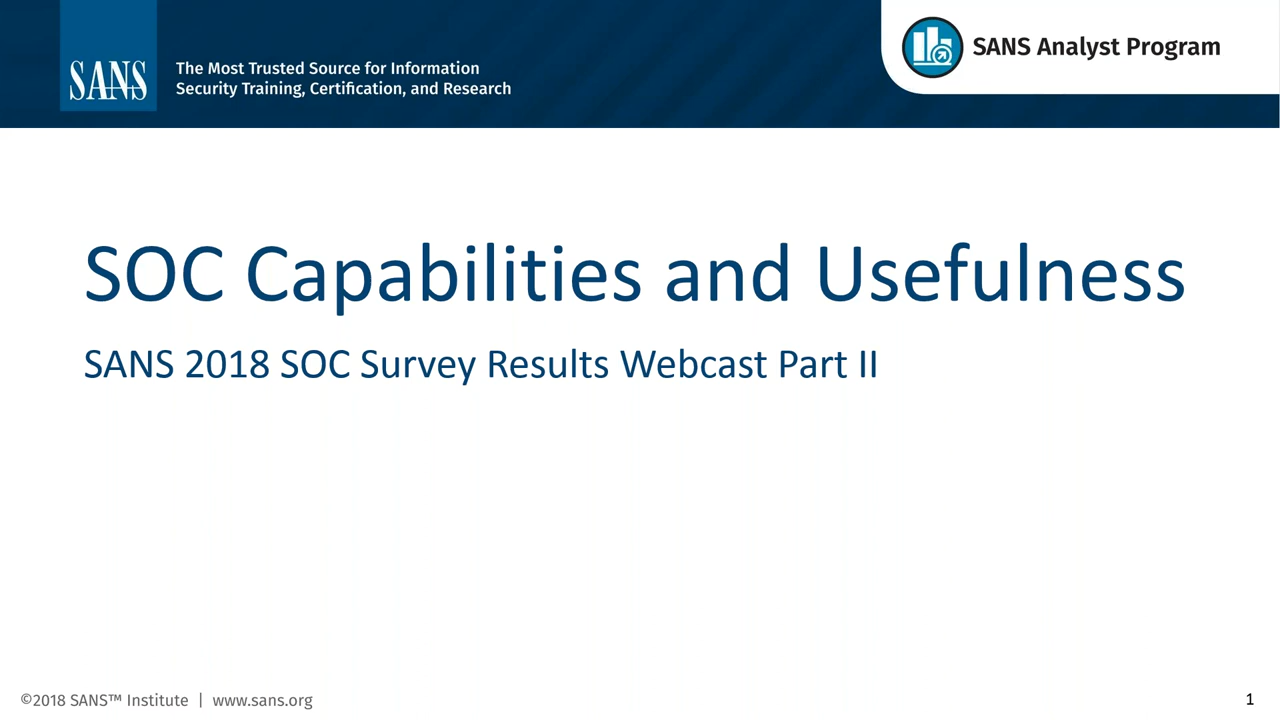 SANS
The Most Trusted Source for Information
Security Training, Certification, and Research
SANS Analyst Program
SOC Capabilities and Usefulness
SANS 2018 SOC Survey Results Webcast Part II
©2018 SANS™ Institute | www.sans.org
1